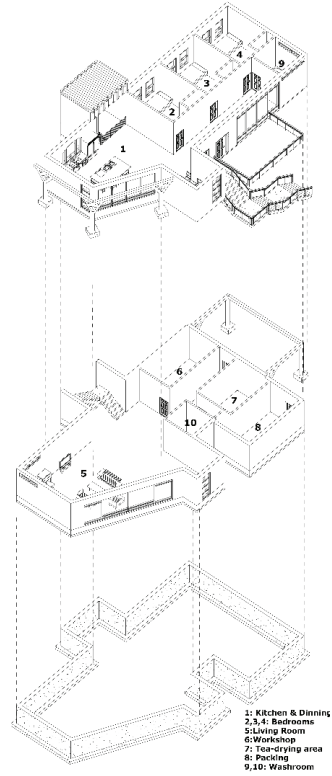 9
4
3
2
1
6
7
8
10
5
1: Kitchen & Dinning
2,3,4: Bedrooms
5:Living Room
6:Workshop
7: Tea-drying area
8: Packing
9,10: Washroom